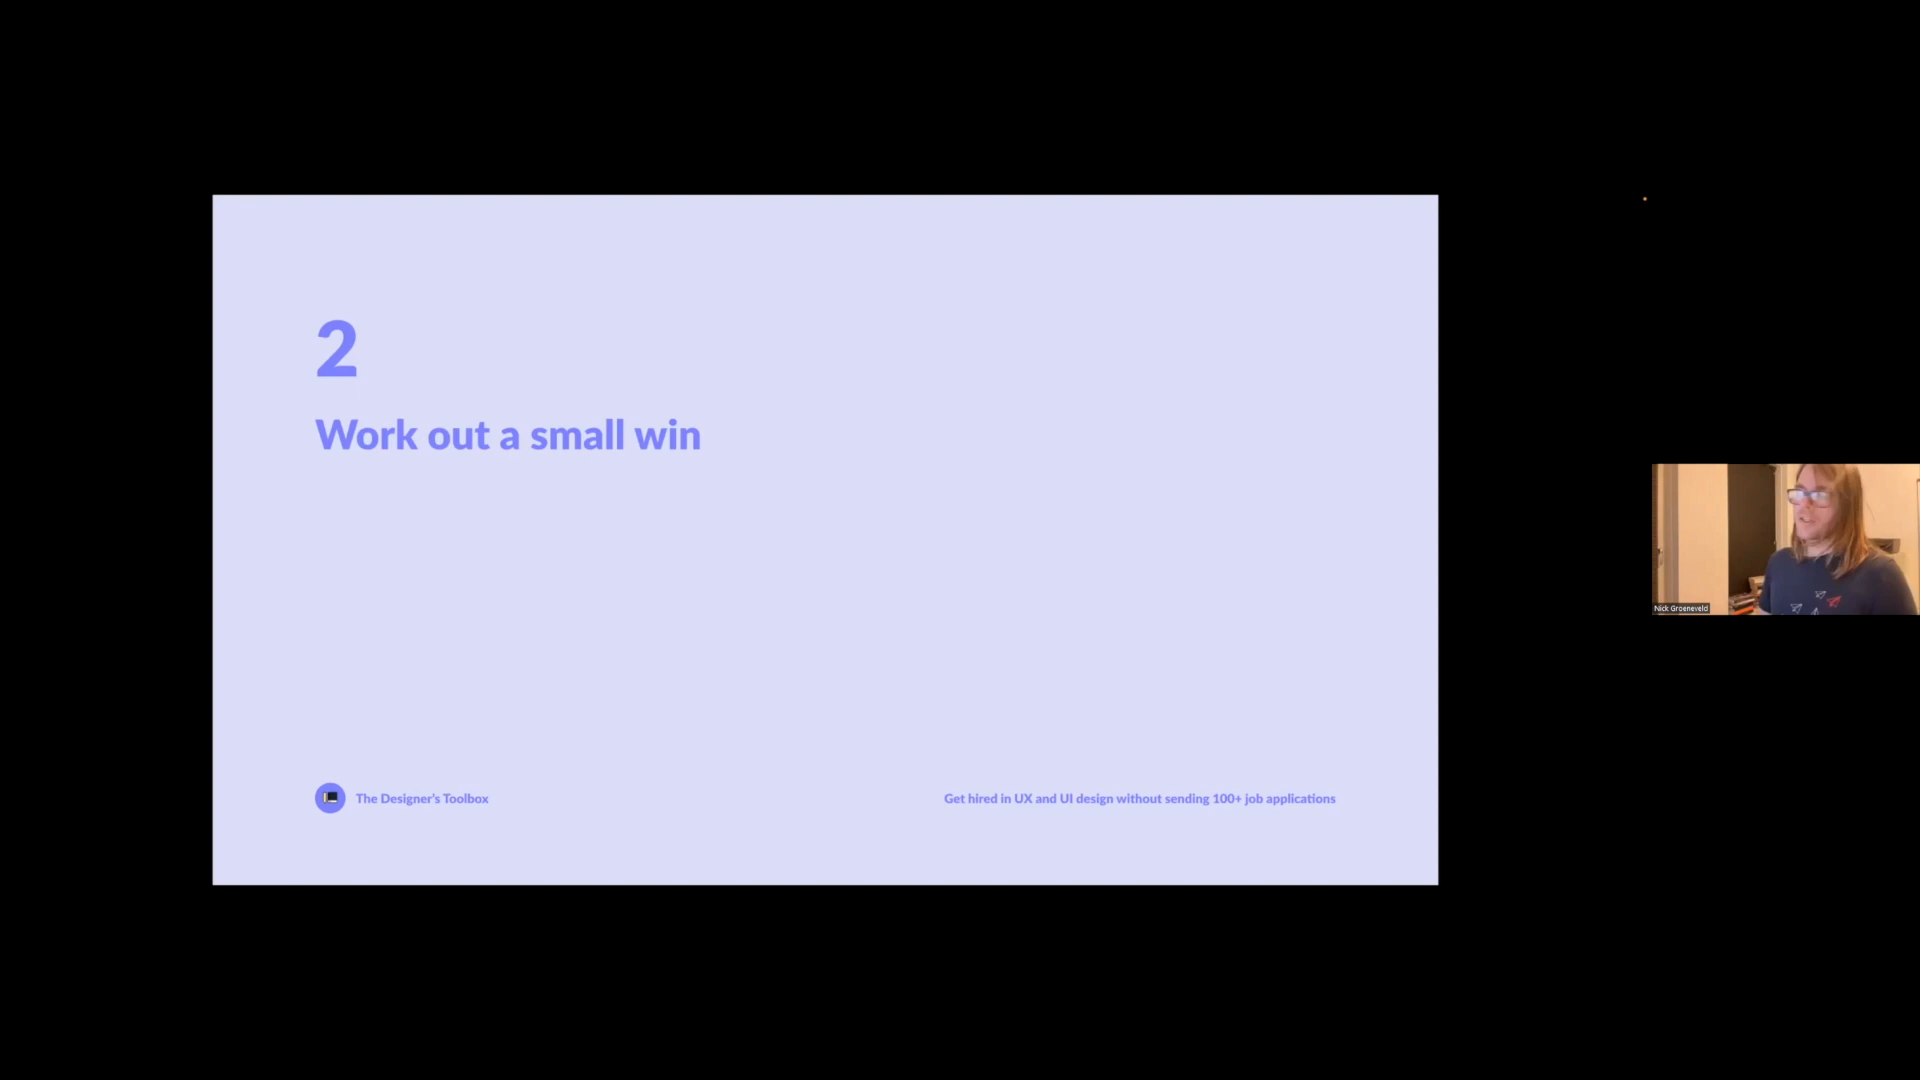 2
Work out a small win
The Designer's Toolbox
Get hired in UX and UI design without sending 100+ job applications
Nick Groeneveld